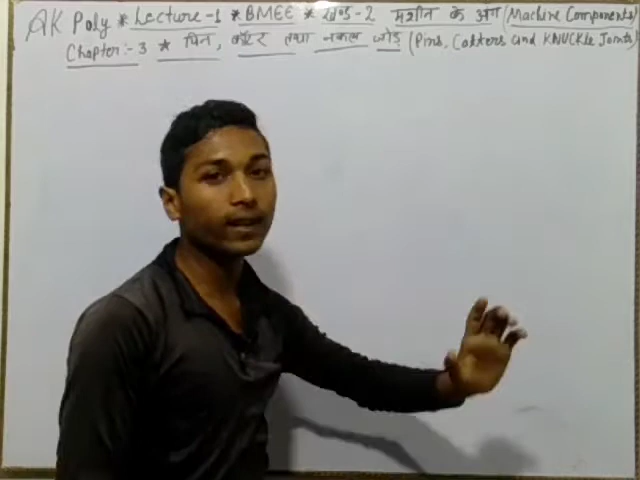 AK Poly * Lecture-1 * BMEE * खण्ड-2 मशीन के अंग (Machine Components)
Chapter:-3 * पिन, कॉटर तथा नकल जोड़ (Pins, Cotters and KNUCKle Joints)